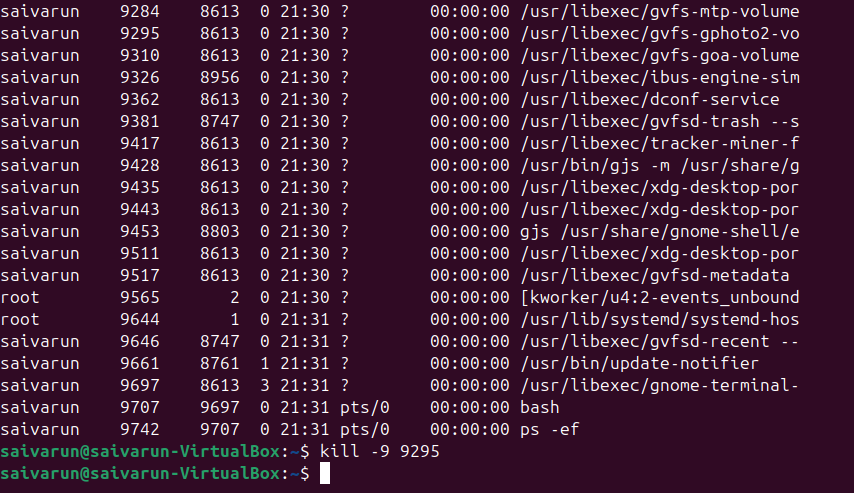 saivarun    9284    8613  0 21:30 ?        00:00:00 /usr/libexec/gvfs-mtp-volume
saivarun    9295    8613  0 21:30 ?        00:00:00 /usr/libexec/gvfs-gphoto2-vo
saivarun    9310    8613  0 21:30 ?        00:00:00 /usr/libexec/gvfs-goa-volume
saivarun    9326    8956  0 21:30 ?        00:00:00 /usr/libexec/ibus-engine-sim
saivarun    9362    8613  0 21:30 ?        00:00:00 /usr/libexec/dconf-service
saivarun    9381    8747  0 21:30 ?        00:00:00 /usr/libexec/gvfsd-trash --s
saivarun    9417    8613  0 21:30 ?        00:00:00 /usr/libexec/tracker-miner-f
saivarun    9428    8613  0 21:30 ?        00:00:00 /usr/bin/gjs -m /usr/share/g
saivarun    9435    8613  0 21:30 ?        00:00:00 /usr/libexec/xdg-desktop-por
saivarun    9443    8613  0 21:30 ?        00:00:00 /usr/libexec/xdg-desktop-por
saivarun    9453    8803  0 21:30 ?        00:00:00 gjs /usr/share/gnome-shell/e
saivarun    9511    8613  0 21:30 ?        00:00:00 /usr/libexec/xdg-desktop-por
saivarun    9517    8613  0 21:30 ?        00:00:00 /usr/libexec/gvfsd-metadata
root        9565       2  0 21:30 ?        00:00:00 [kworker/u4:2-events_unbound
root        9644       1  0 21:31 ?        00:00:00 /usr/lib/systemd/systemd-hos
saivarun    9646    8747  0 21:31 ?        00:00:00 /usr/libexec/gvfsd-recent --
saivarun    9661    8761  1 21:31 ?        00:00:00 /usr/bin/update-notifier
saivarun    9697    8613  3 21:31 ?        00:00:00 /usr/libexec/gnome-terminal-
saivarun    9707    9697  0 21:31 pts/0    00:00:00 bash
saivarun    9742    9707  0 21:31 pts/0    00:00:00 ps -ef
saivarun@saivarun-VirtualBox:~$ kill -9 9295
saivarun@saivarun-VirtualBox:~$